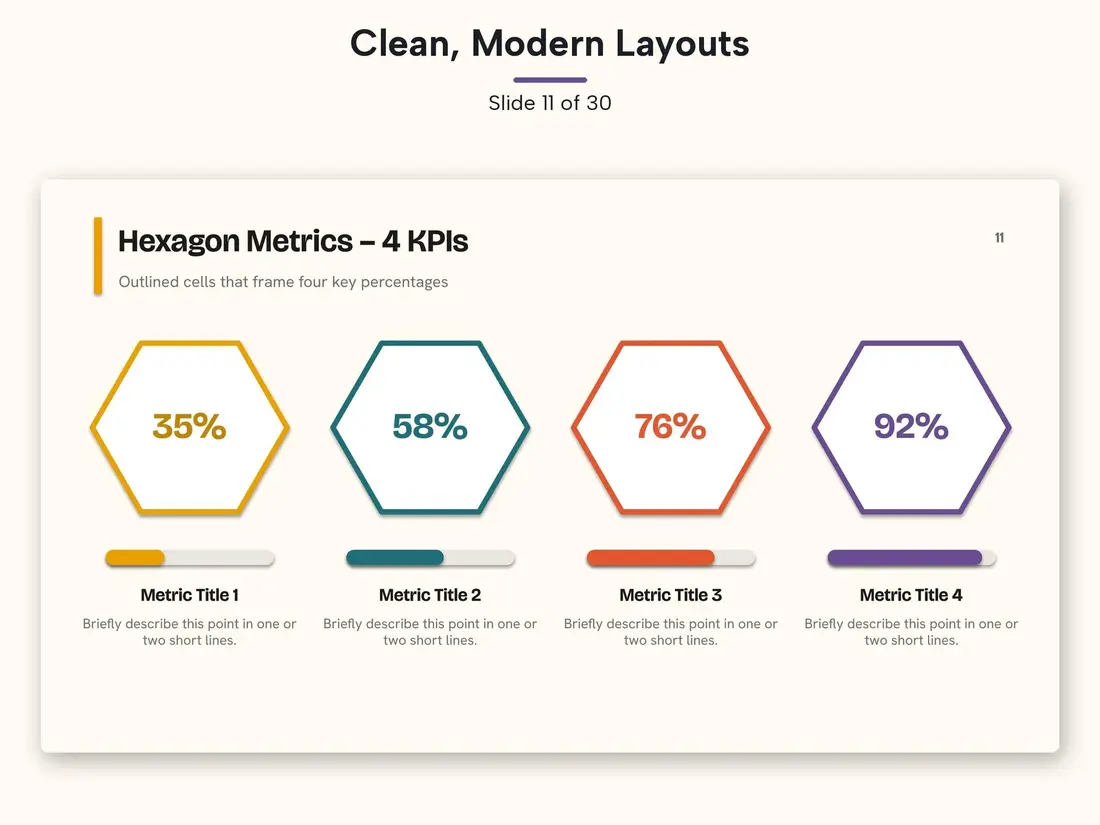 Clean, Modern Layouts
Slide 11 of 30
Hexagon Metrics – 4 KPIs
11
Outlined cells that frame four key percentages
35%
58%
76%
92%
Metric Title 1
Metric Title 2
Metric Title 3
Metric Title 4
Briefly describe this point in one or
two short lines.
Briefly describe this point in one or
two short lines.
Briefly describe this point in one or
two short lines.
Briefly describe this point in one or
two short lines.